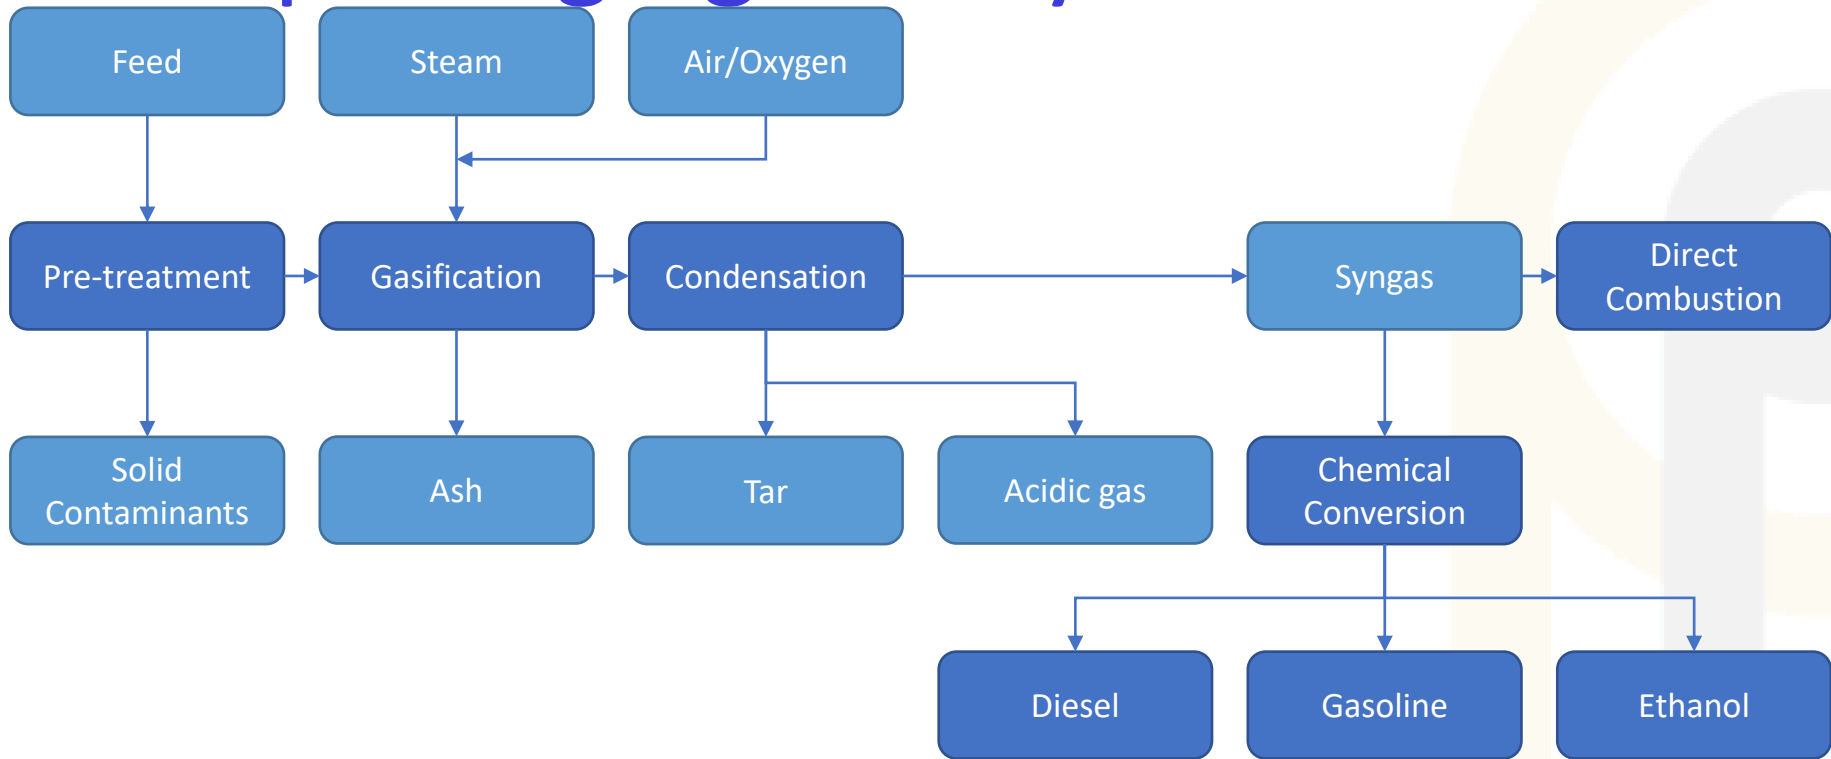 Feed
Steam
Air/Oxygen
Pre-treatment
Gasification
Condensation
Syngas
Direct
Combustion
Solid
Contaminants
Ash
Tar
Acidic gas
Chemical
Conversion
Diesel
Gasoline
Ethanol